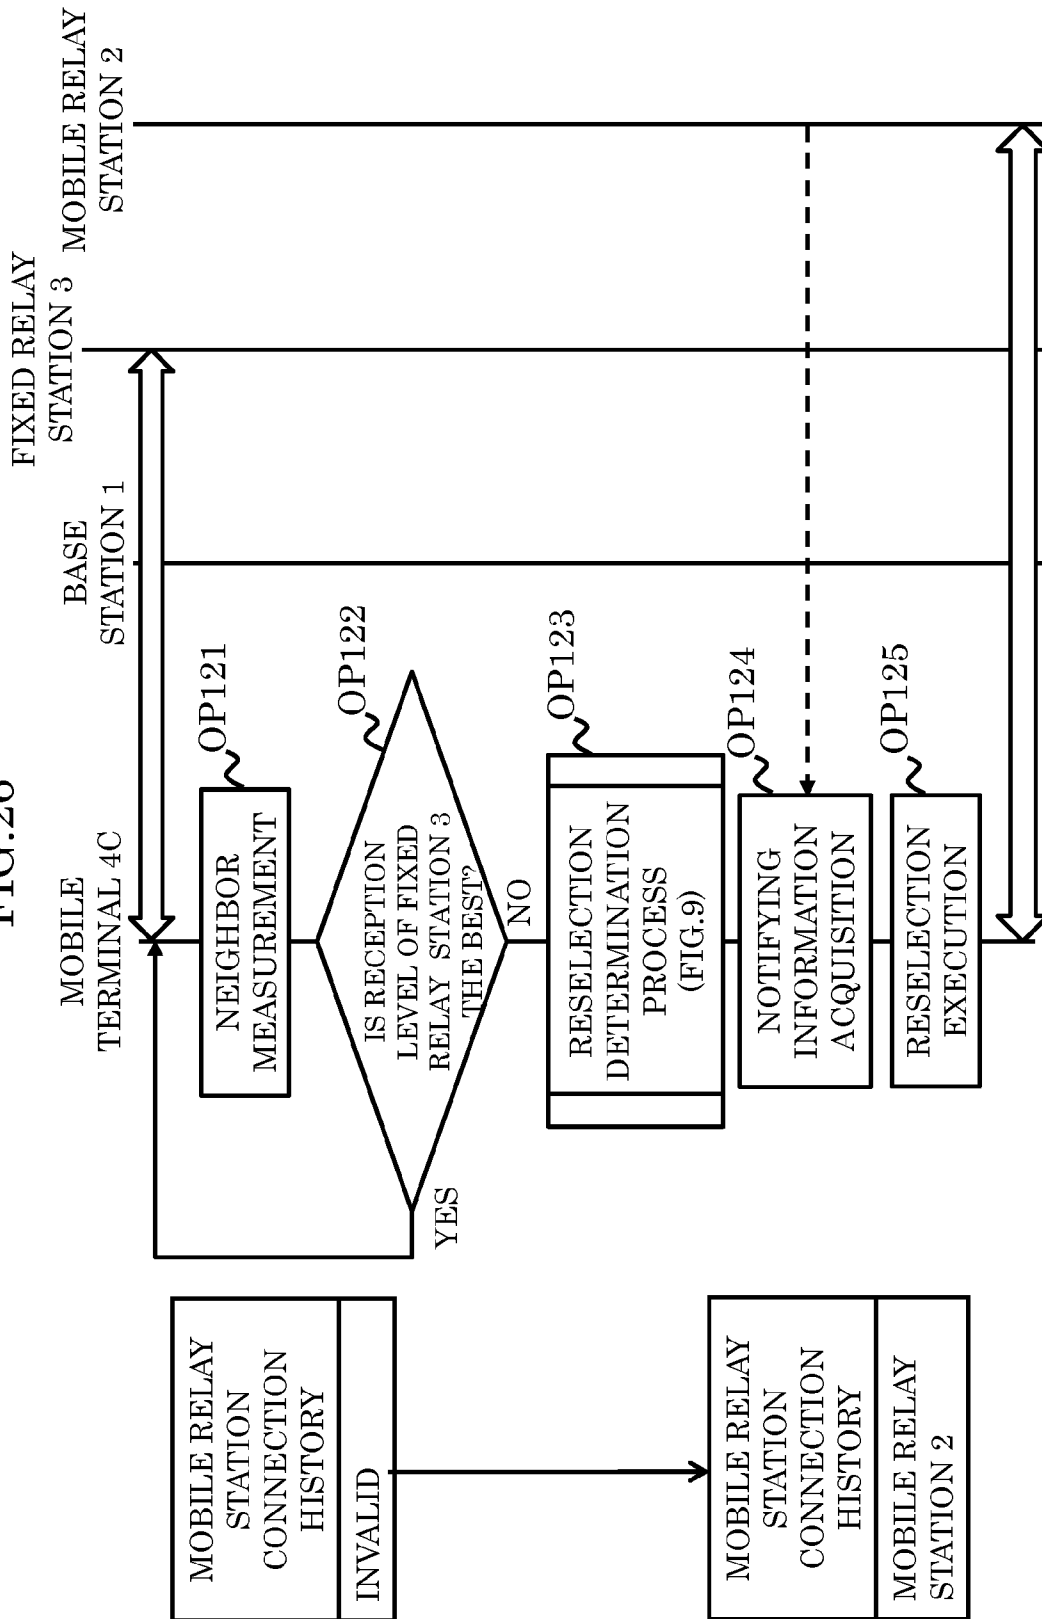 MOBILE
TERMINAL 4C
BASE
STATION 1
FIXED RELAY
STATION 3
MOBILE RELAY
STATION 2
MOBILE RELAY
STATION
CONNECTION
HISTORY
INVALID
NEIGHBOR
MEASUREMENT
OP121
IS RECEPTION
LEVEL OF FIXED
RELAY STATION 3
THE BEST?
OP122
YES
NO
RESELECTION
DETERMINATION
PROCESS
(FIG.9)
OP123
NOTIFYING
INFORMATION
ACQUISITION
OP124
RESELECTION
EXECUTION
OP125
MOBILE RELAY
STATION
CONNECTION
HISTORY
MOBILE RELAY
STATION 2